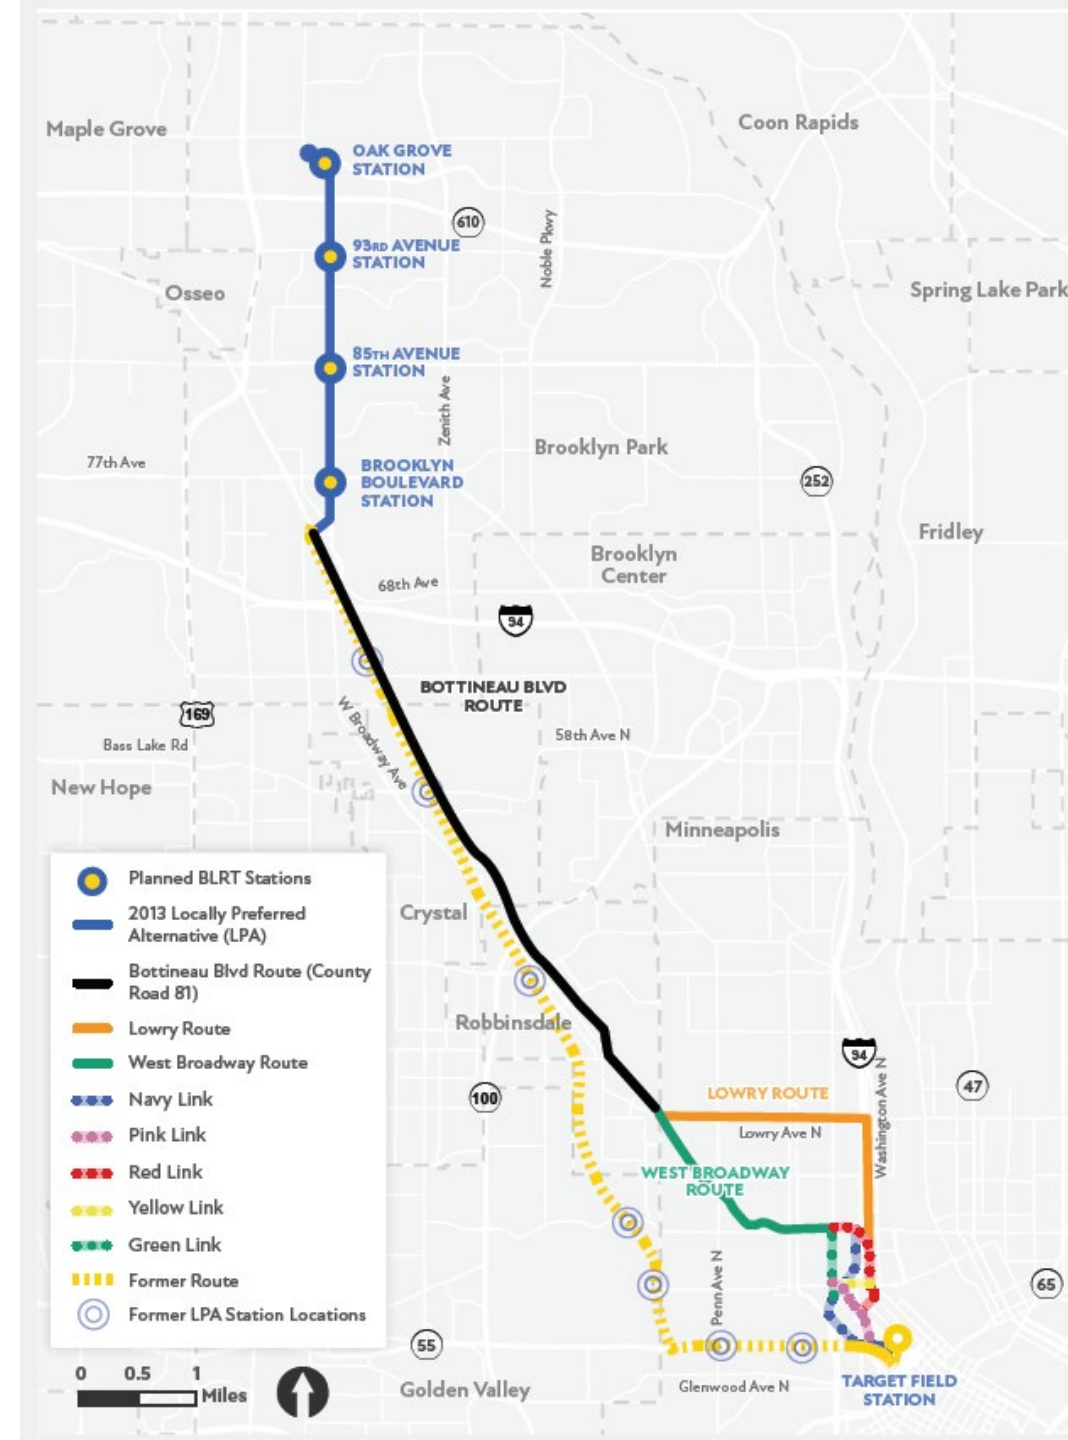 Maple Grove
Coon Rapids
OAK GROVE
STATION
610
Noble Pkwy
93RD AVENUE
STATION
Osseo
Spring Lake Park
85TH AVENUE
STATION
Zenith Ave
Brooklyn Park
77th Ave
BROOKLYN
BOULEVARD
STATION
252
Fridley
Brooklyn
Center
68th Ave
94
BOTTINEAU BLVD
ROUTE
169
W Broadway Ave
58th Ave N
Bass Lake Rd
New Hope
Minneapolis
Crystal
Robbinsdale
94
Washington Ave N
47
100
LOWRY ROUTE
Lowry Ave N
WEST BROADWAY
ROUTE
Penn Ave N
65
55
Golden Valley
Glenwood Ave N
TARGET FIELD
STATION
Planned BLRT Stations
2013 Locally Preferred
Alternative (LPA)
Bottineau Blvd Route (County
Road 81)
Lowry Route
West Broadway Route
Navy Link
Pink Link
Red Link
Yellow Link
Green Link
Former Route
Former LPA Station Locations
0 0.5 1
Miles